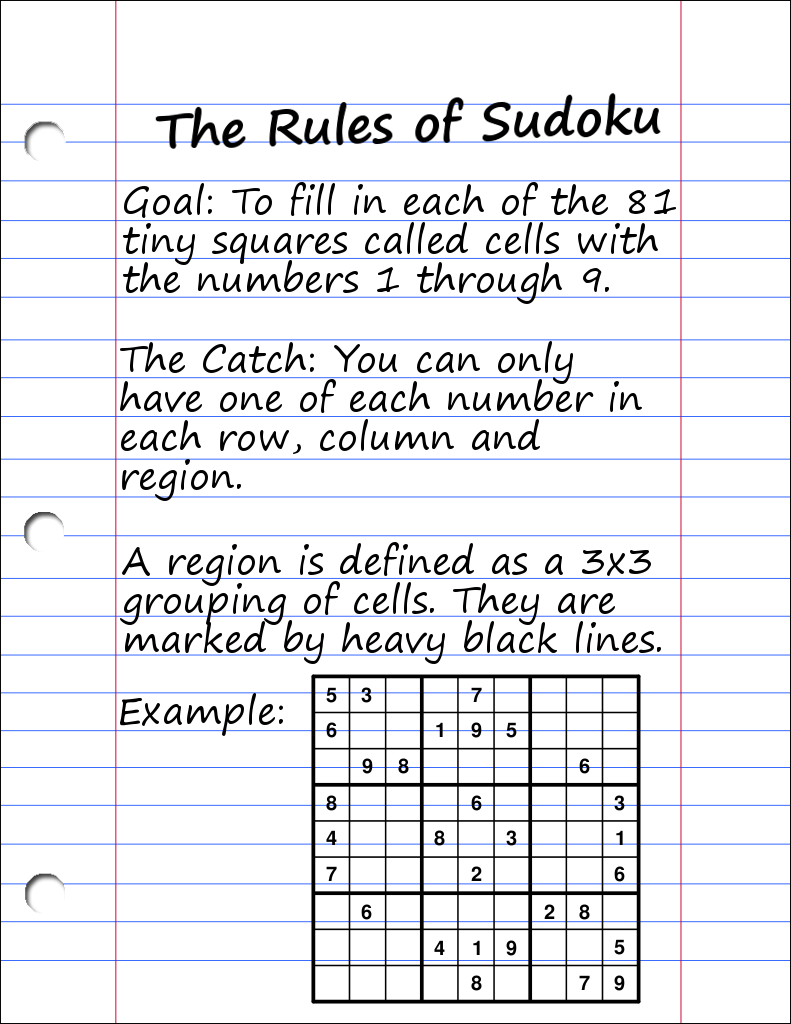 The Rules of Sudoku
Goal: To fill in each of the 81
tiny squares called cells with
the numbers 1 through 9.
The Catch: You can only
have one of each number in
each row, column and
region.
A region is defined as a 3x3
grouping of cells. They are
marked by heavy black lines.
Example:
5 3 7
6 1 9 5
9 8 6
8 6 3
4 8 3 1
7 2 6
6 2 8
4 1 9 5
8 7 9